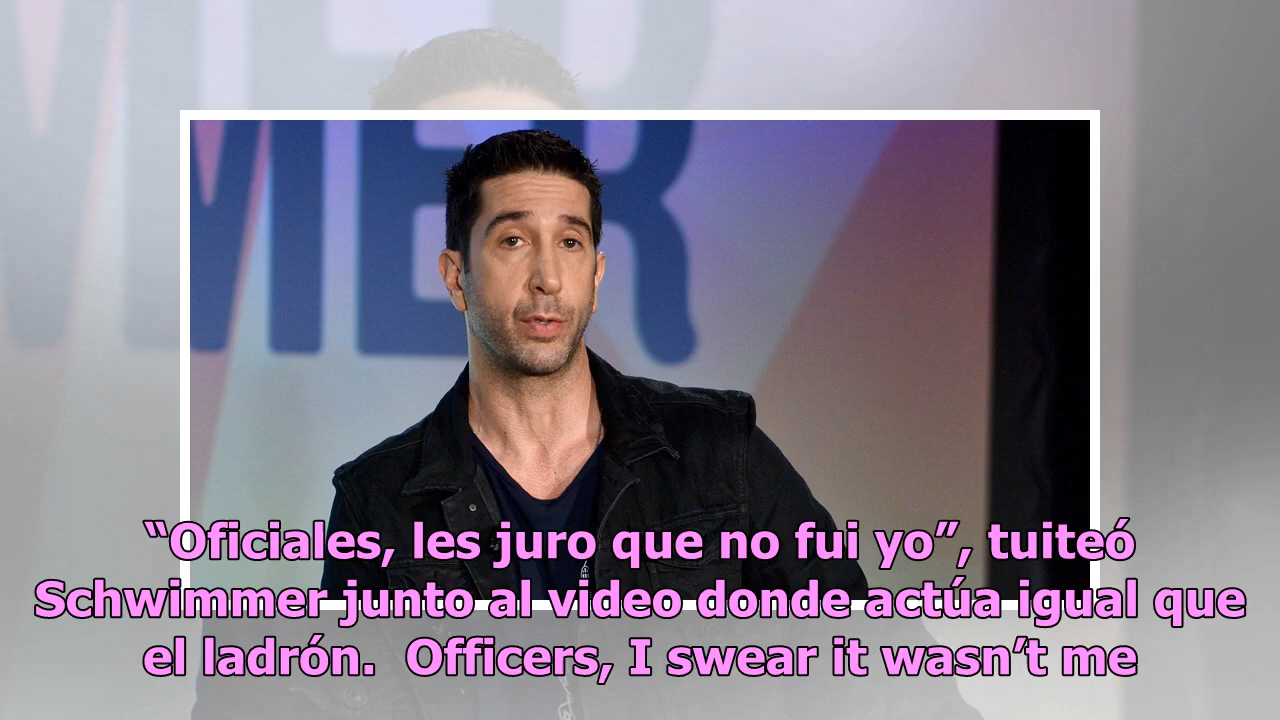 MER
“Oficiales, les juro que no fui yo”, tuiteó
Schwimmer junto al video donde actúa igual que
el ladrón.  Officers, I swear it wasn’t me